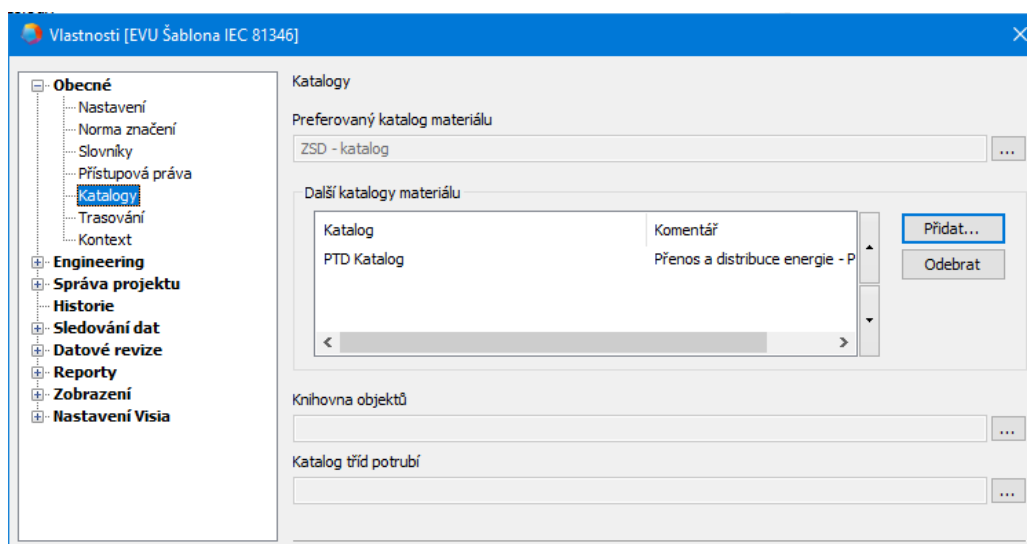 Vlastnosti [EVU Šablona IEC 81346]
Obecné
Nastavení
Norma značení
Slovníky
Přístupová práva
Katalogy
Trasování
Kontext
Engineering
Správa projektu
Historie
Sledování dat
Datové revize
Reporty
Zobrazení
Nastavení Visia
Katalogy
Preferovaný katalog materiálu
ZSD - katalog
...
Další katalogy materiálu
Katalog Komentář
PTD Katalog Přenos a distribuce energie - P
Přidat...
Odebrat
Knihovna objektů
...
Katalog tříd potrubí
...